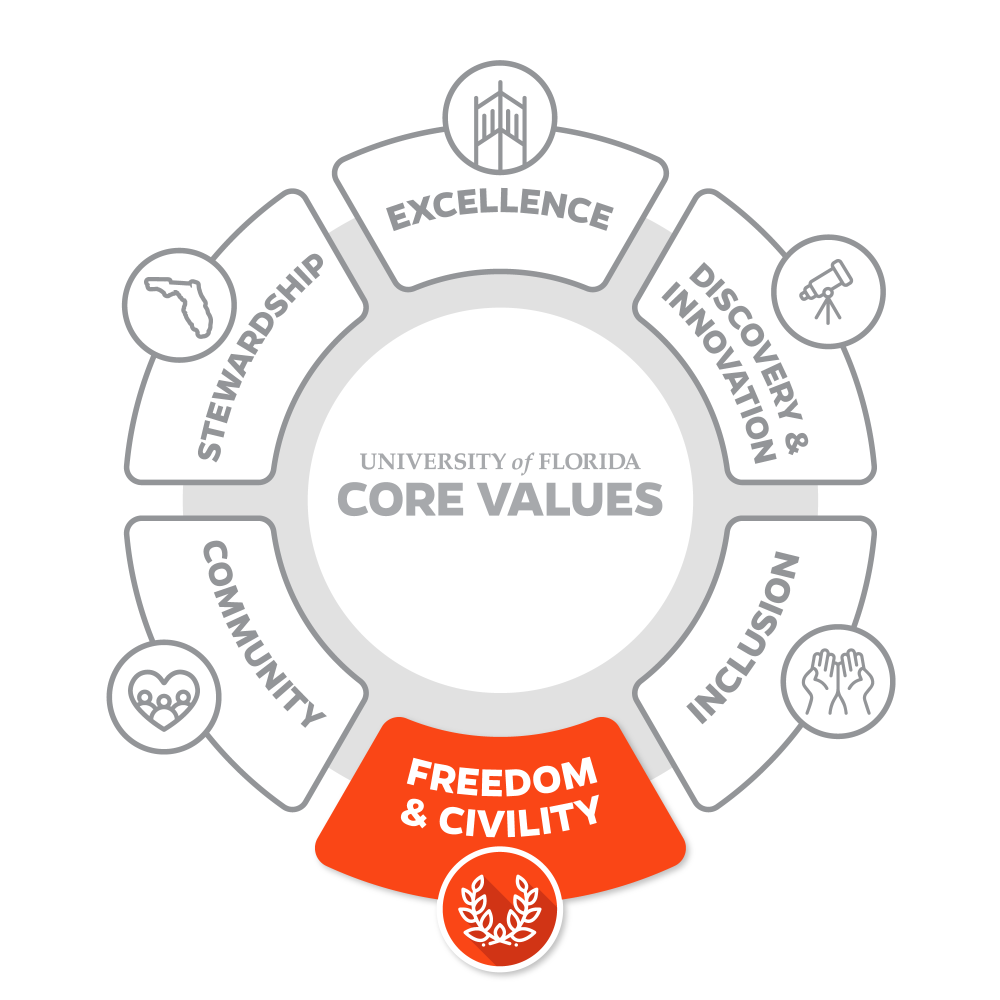 EXCELLENCE
DISCOVERY &
INNOVATION
INCLUSION
FREEDOM
& CIVILITY
COMMUNITY
STEWARDSHIP
UNIVERSITY of FLORIDA
CORE VALUES